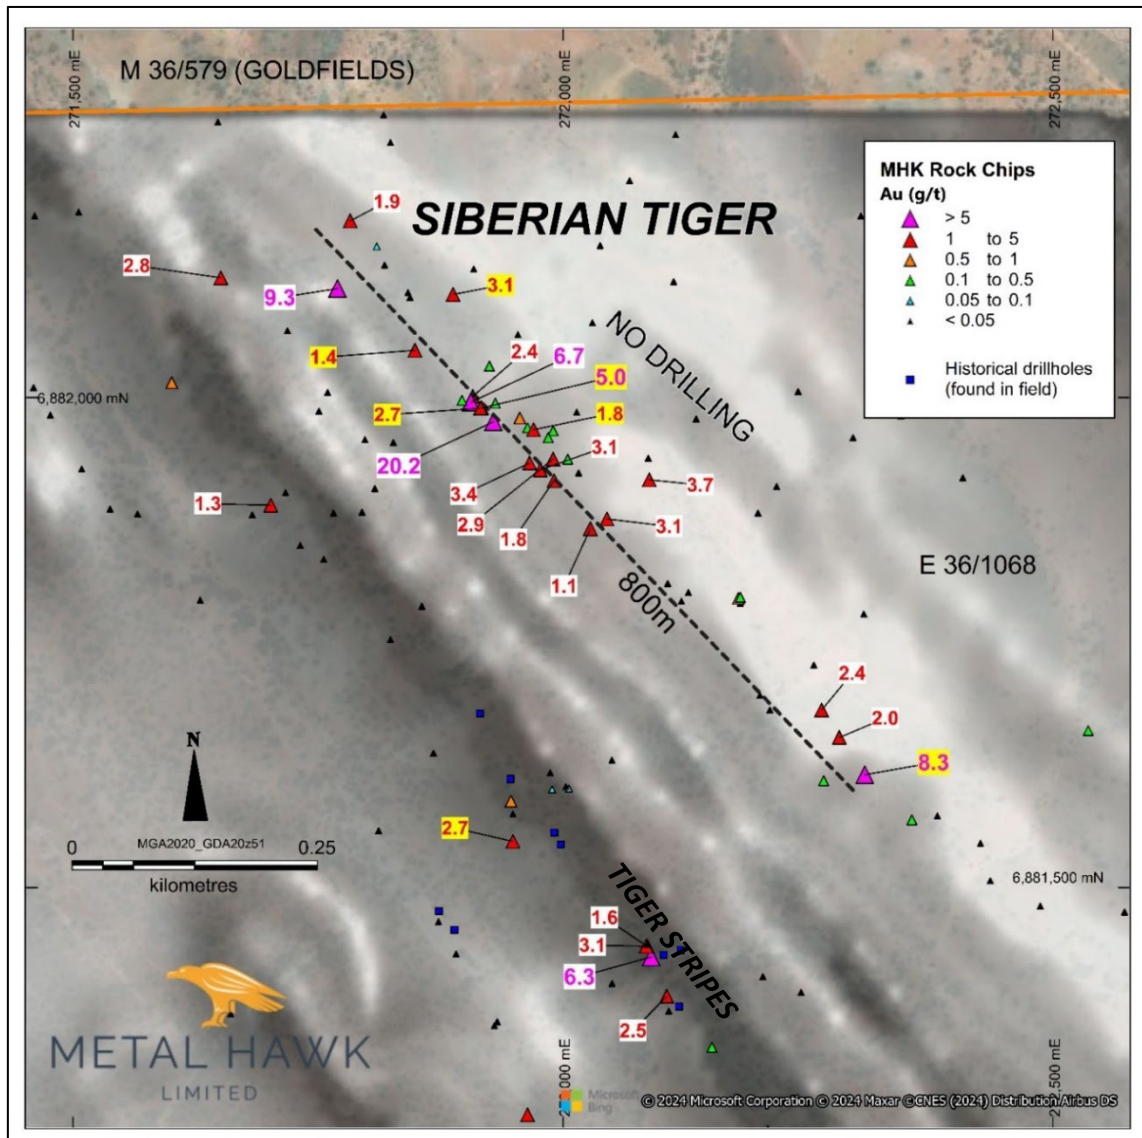 M 36/579 (GOLDFIELDS)
271,500 mE
272,000 mE
272,500 mE
MHK Rock Chips
Au (g/t)
> 5
1 to 5
0.5 to 1
0.1 to 0.5
0.05 to 0.1
< 0.05
Historical drillholes
(found in field)
1.9
SIBERIAN TIGER
2.8
9.3
3.1
NO DRILLING
1.4
2.4
6.7
5.0
6,882,000 mN
2.7
1.8
20.2
3.1
3.4
3.7
1.3
2.9
3.1
1.8
1.1
E 36/1068
800m
2.4
2.0
N
8.3
2.7
0
MGA2020_GDA20z51
0.25
kilometres
6,881,500 mN
TIGER STRIPES
1.6
3.1
6.3
2.5
METAL HAWK
LIMITED
mE
2,500 mE
Microsoft
Bing
© 2024 Microsoft Corporation © 2024 Maxar ©CNES (2024) Distribution Airbus DS